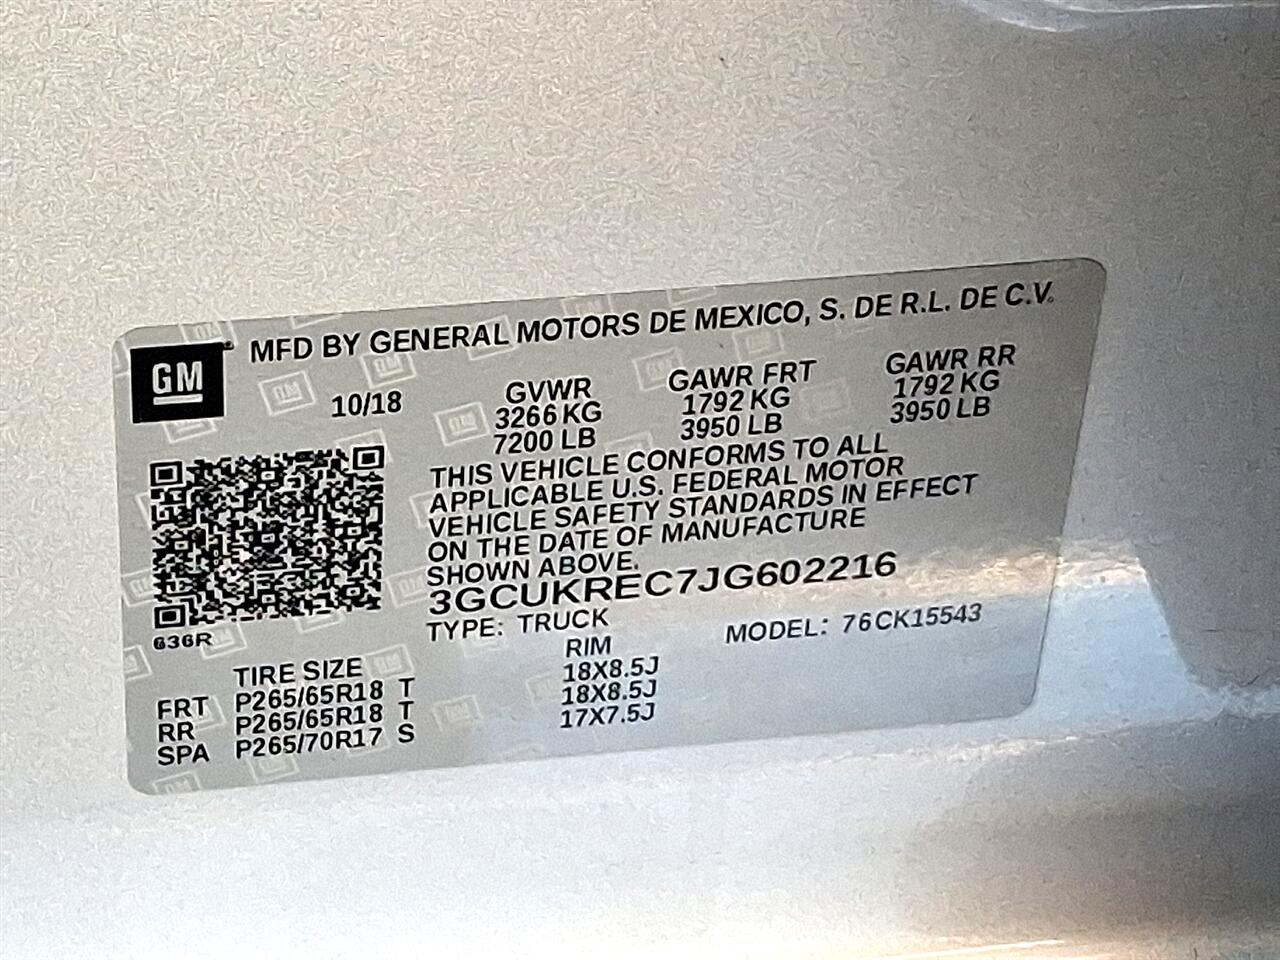 GM
MFD BY GENERAL MOTORS DE MEXICO, S. DE R.L. DE C.V.
10/18
GVWR
3266 KG
7200 LB
GAWR FRT
1792 KG
3950 LB
GAWR RR
1792 KG
3950 LB
THIS VEHICLE CONFORMS TO ALL
APPLICABLE U.S. FEDERAL MOTOR
VEHICLE SAFETY STANDARDS IN EFFECT
ON THE DATE OF MANUFACTURE
SHOWN ABOVE.
3GCUKREC7JG602216
TYPE: TRUCK
MODEL: 76CK15543
636R
TIRE SIZE RIM
FRT P265/65R18 T 18X8.5J
RR P265/65R18 T 18X8.5J
SPA P265/70R17 S 17X7.5J